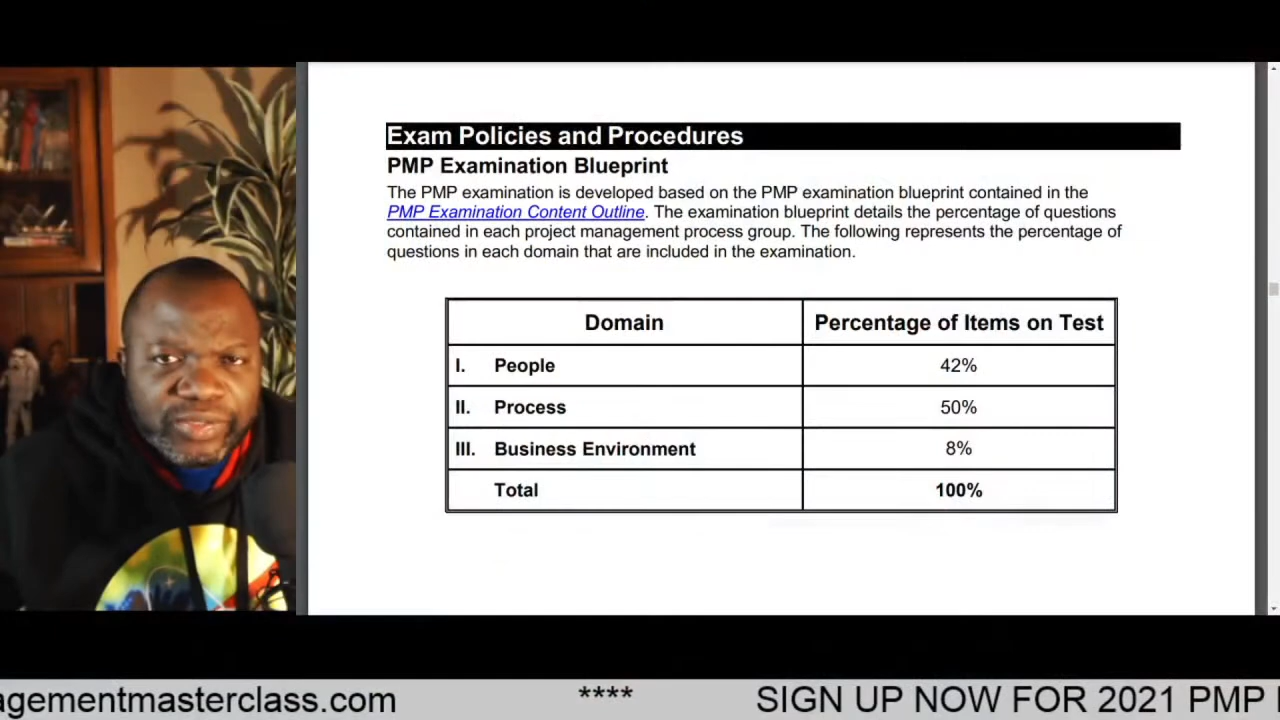 Exam Policies and Procedures
PMP Examination Blueprint
The PMP examination is developed based on the PMP examination blueprint contained in the
PMP Examination Content Outline. The examination blueprint details the percentage of questions
contained in each project management process group. The following represents the percentage of
questions in each domain that are included in the examination.
Domain Percentage of Items on Test
I. People 42%
II. Process 50%
III. Business Environment 8%
Total 100%
agementmasterclass.com **** SIGN UP NOW FOR 2021 PMP